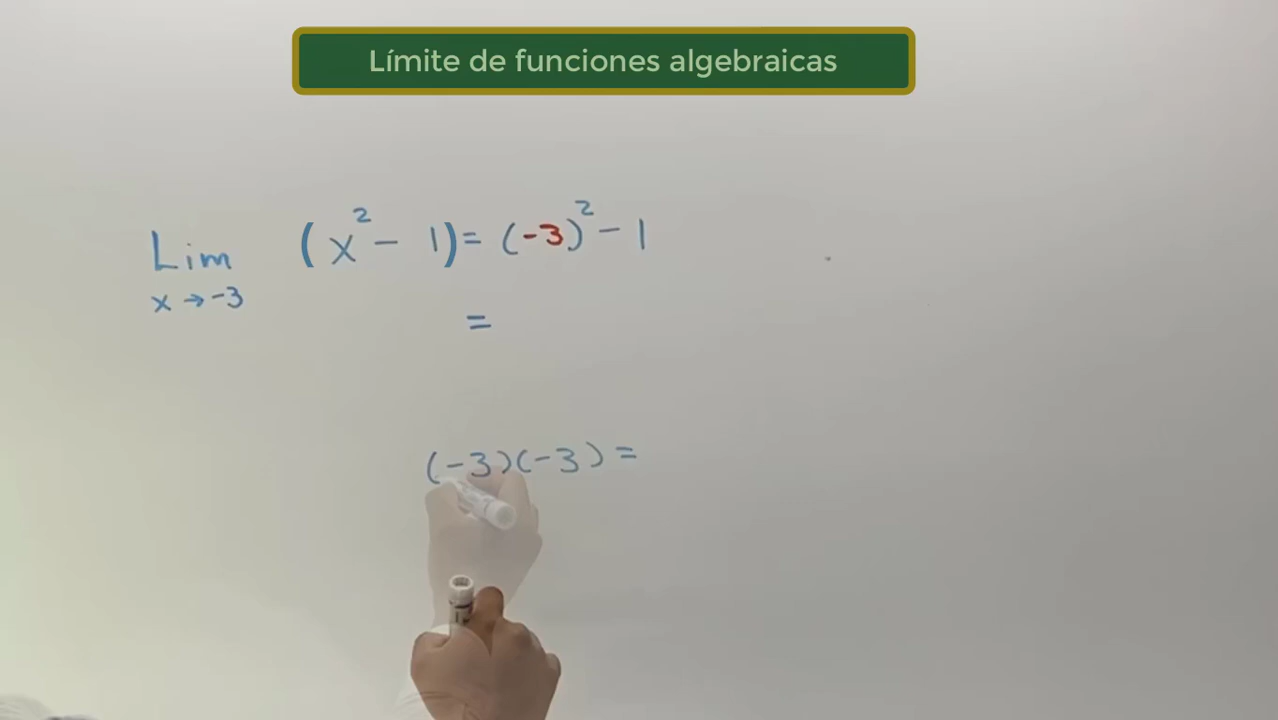 Límite de funciones algebraicas
Lim (x² - 1) = (-3)² - 1
x → -3
=
(-3)(-3) =